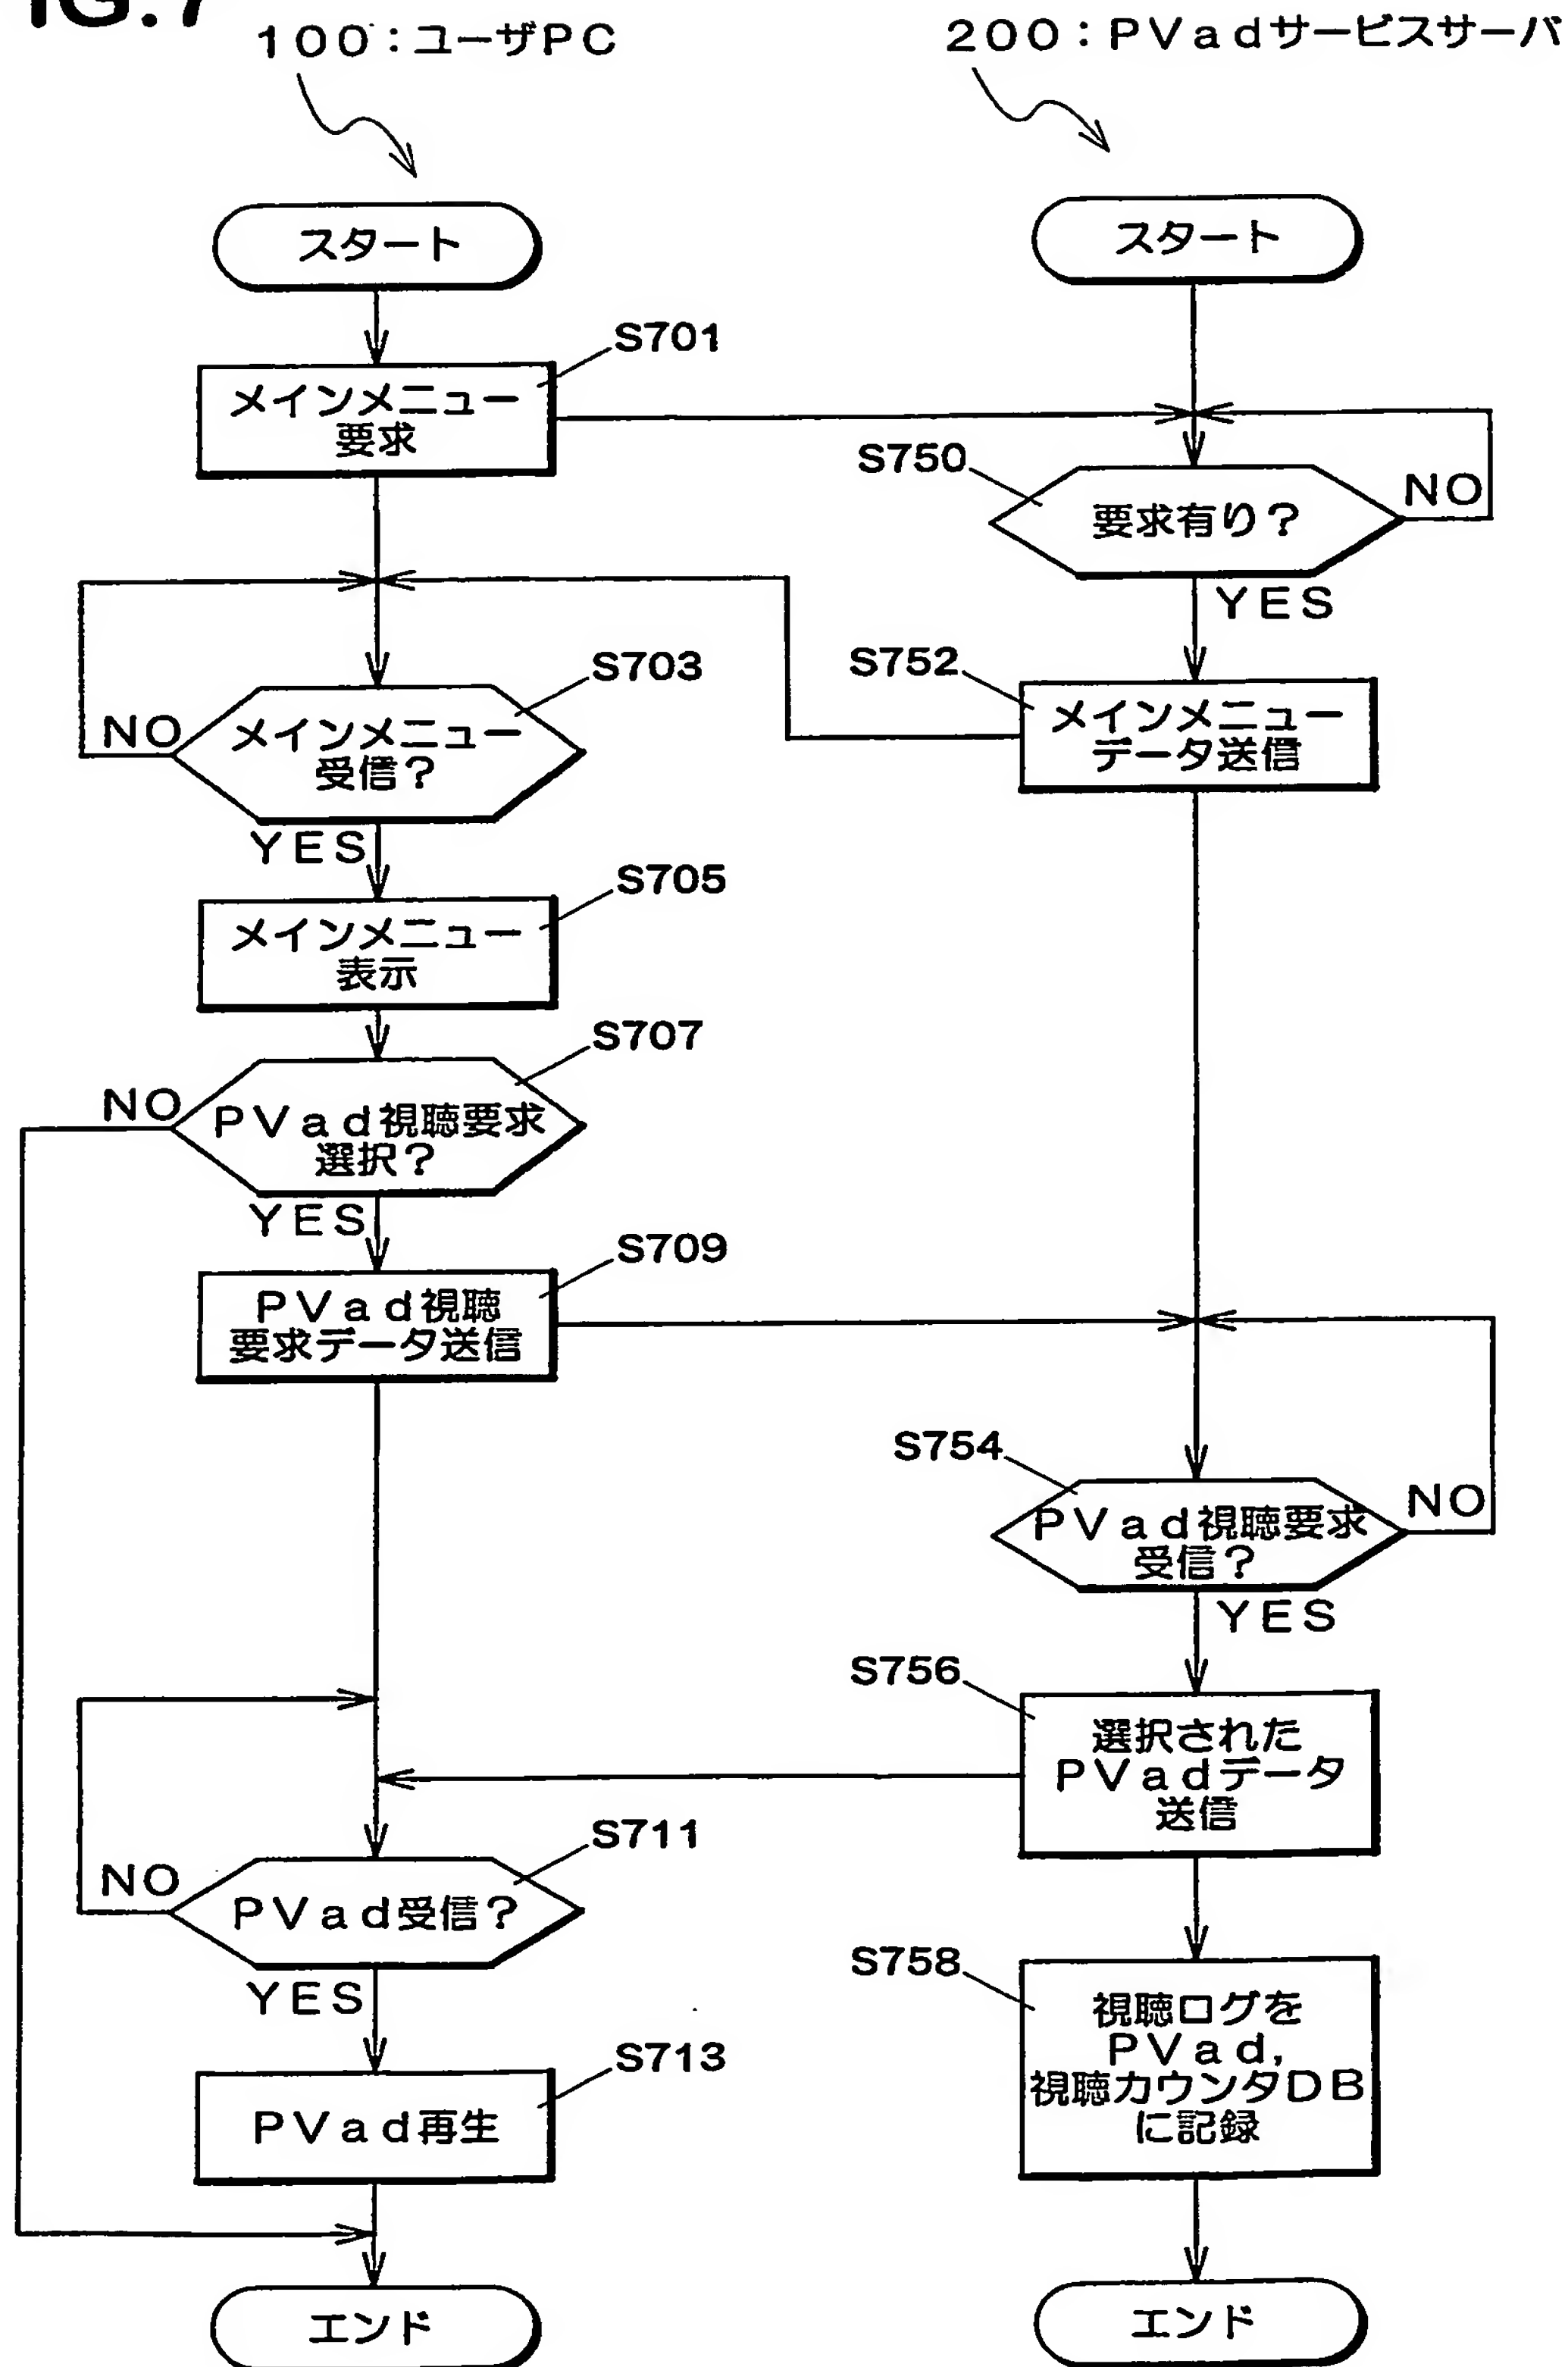 IG.7
100:ユーザPC
200:PVadサービスサーバ
スタート
S701
メインメニュー
要求
NO
S703
メインメニュー
受信?
YES
S705
メインメニュー
表示
S707
NO
PVad視聴要求
選択?
YES
S709
PVad視聴
要求データ送信
S711
NO
PVad受信?
YES
S713
PVad再生
エンド
スタート
S750
NO
要求有り?
YES
S752
メインメニュー
データ送信
S754
NO
PVad視聴要求
受信?
YES
S756
選択された
PVadデータ
送信
S758
視聴ログを
PVad,
視聴カウンタDB
に記録
エンド